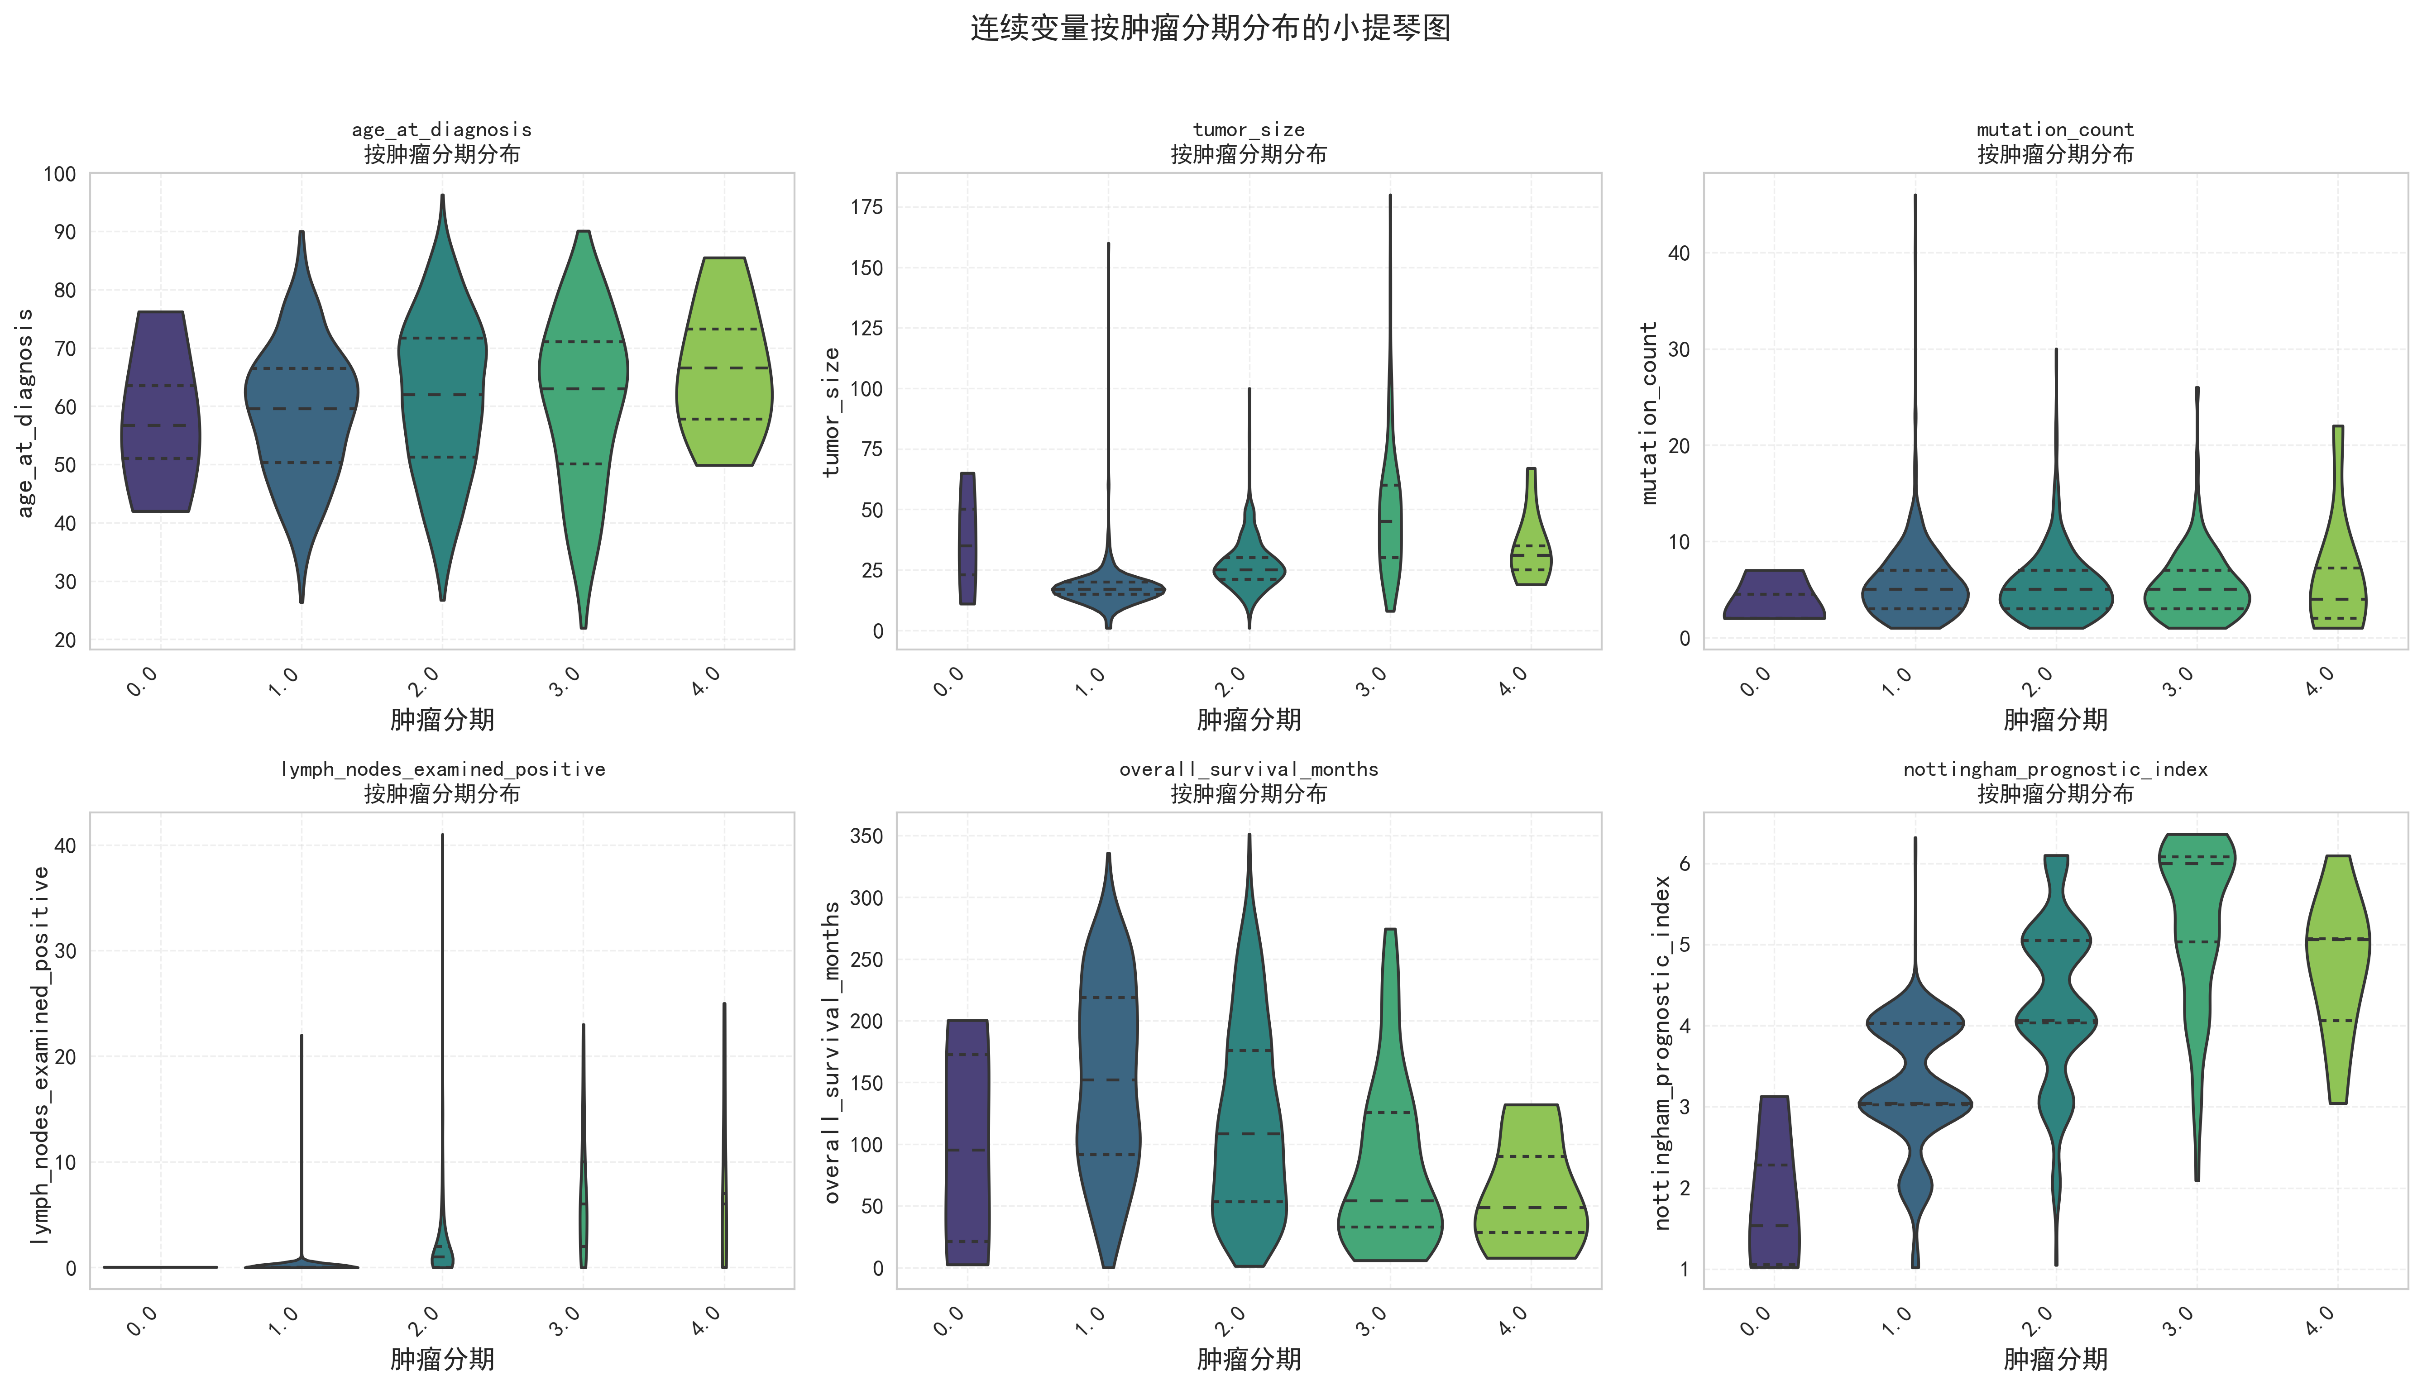 连续变量按肿瘤分期分布的小提琴图
age_at_diagnosis
按肿瘤分期分布
age_at_diagnosis
100
90
80
70
60
50
40
30
20
0.0
1.0
2.0
3.0
4.0
肿瘤分期
tumor_size
按肿瘤分期分布
tumor_size
175
150
125
100
75
50
25
0
0.0
1.0
2.0
3.0
4.0
肿瘤分期
mutation_count
按肿瘤分期分布
mutation_count
40
30
20
10
0
0.0
1.0
2.0
3.0
4.0
肿瘤分期
lymph_nodes_examined_positive
按肿瘤分期分布
lymph_nodes_examined_positive
40
30
20
10
0
0.0
1.0
2.0
3.0
4.0
肿瘤分期
overall_survival_months
按肿瘤分期分布
overall_survival_months
350
300
250
200
150
100
50
0
0.0
1.0
2.0
3.0
4.0
肿瘤分期
nottingham_prognostic_index
按肿瘤分期分布
nottingham_prognostic_index
6
5
4
3
2
1
0.0
1.0
2.0
3.0
4.0
肿瘤分期